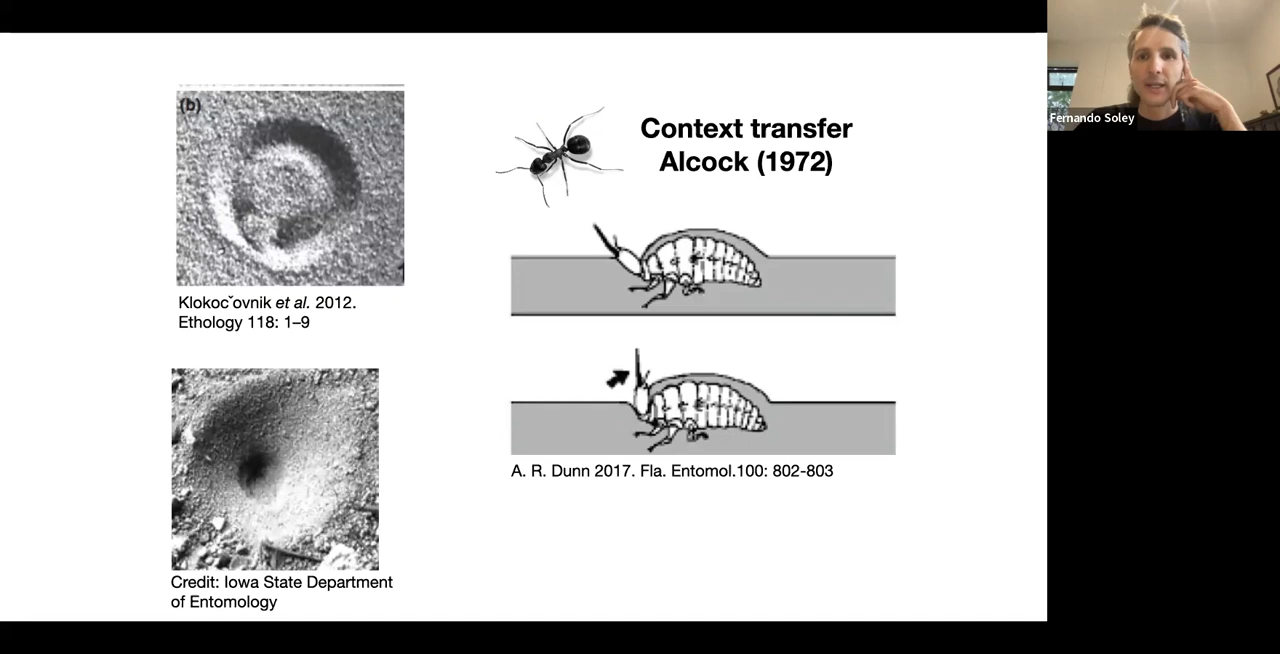 (b)
Klokočovnik et al. 2012.
Ethology 118: 1–9
Credit: Iowa State Department
of Entomology
Context transfer
Alcock (1972)
A. R. Dunn 2017. Fla. Entomol.100: 802-803
Fernando Soley